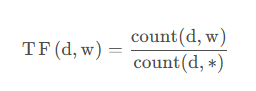 TF(d, w) = count(d, w) / count(d, *)